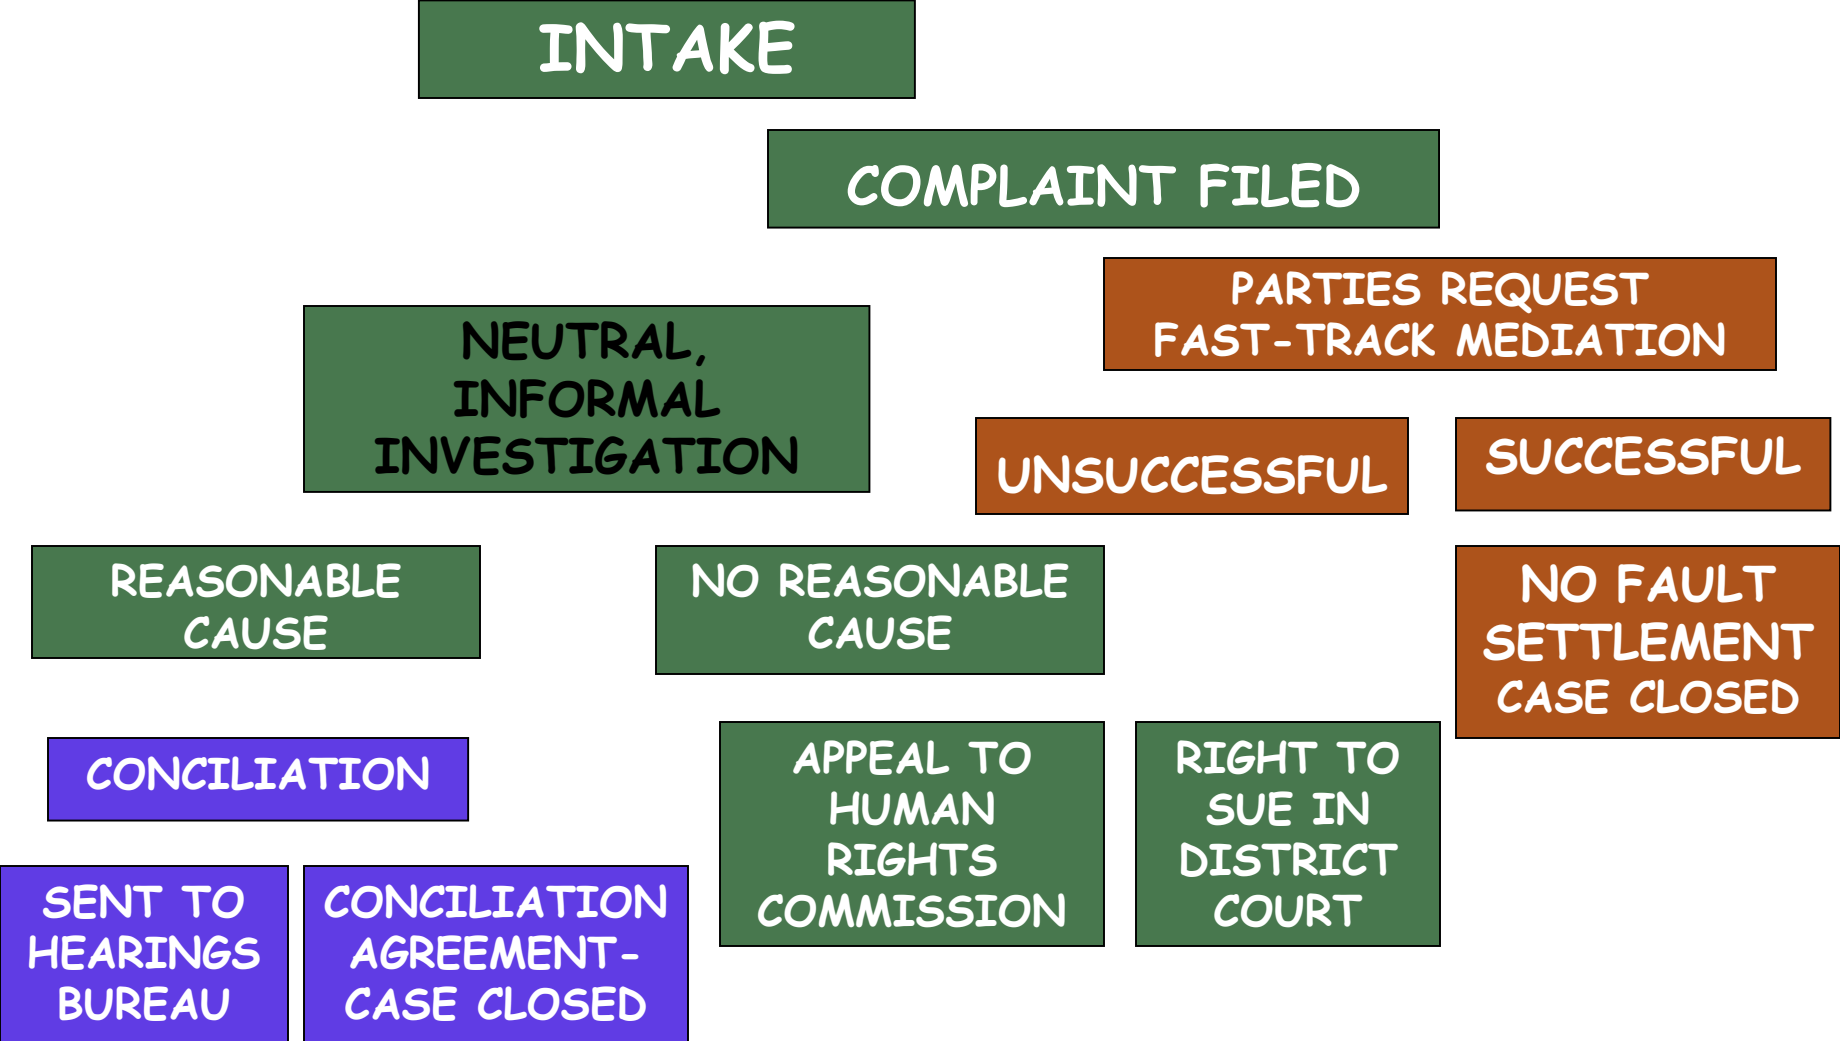 INTAKE
COMPLAINT FILED
PARTIES REQUEST
FAST-TRACK MEDIATION
NEUTRAL,
INFORMAL
INVESTIGATION
UNSUCCESSFUL
SUCCESSFUL
REASONABLE
CAUSE
NO REASONABLE
CAUSE
NO FAULT
SETTLEMENT
CASE CLOSED
CONCILIATION
APPEAL TO
HUMAN
RIGHTS
COMMISSION
RIGHT TO
SUE IN
DISTRICT
COURT
SENT TO
HEARINGS
BUREAU
CONCILIATION
AGREEMENT-
CASE CLOSED